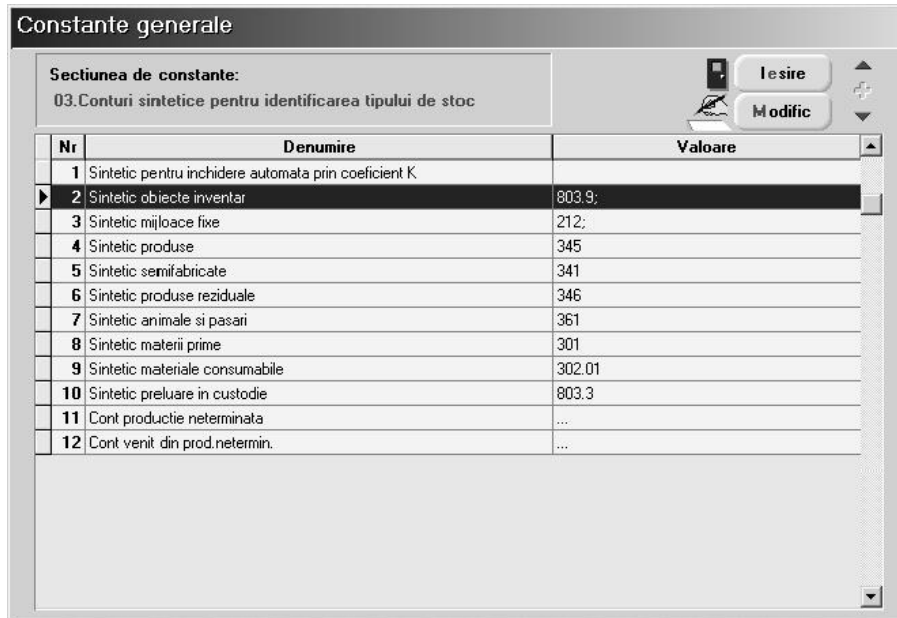 Constante generale
Sectiunea de constante:
03.Conturi sintetice pentru identificarea tipului de stoc
Iesire
Modific
Nr Denumire Valoare
1 Sintetic pentru inchidere automata prin coeficient K
2 Sintetic obiecte inventar 803.9;
3 Sintetic mijloace fixe 212;
4 Sintetic produse 345
5 Sintetic semifabricate 341
6 Sintetic produse reziduale 346
7 Sintetic animale si pasari 361
8 Sintetic materii prime 301
9 Sintetic materiale consumabile 302.01
10 Sintetic preluare in custodie 803.3
11 Cont productie neterminata ...
12 Cont venit din prod.netermin. ...